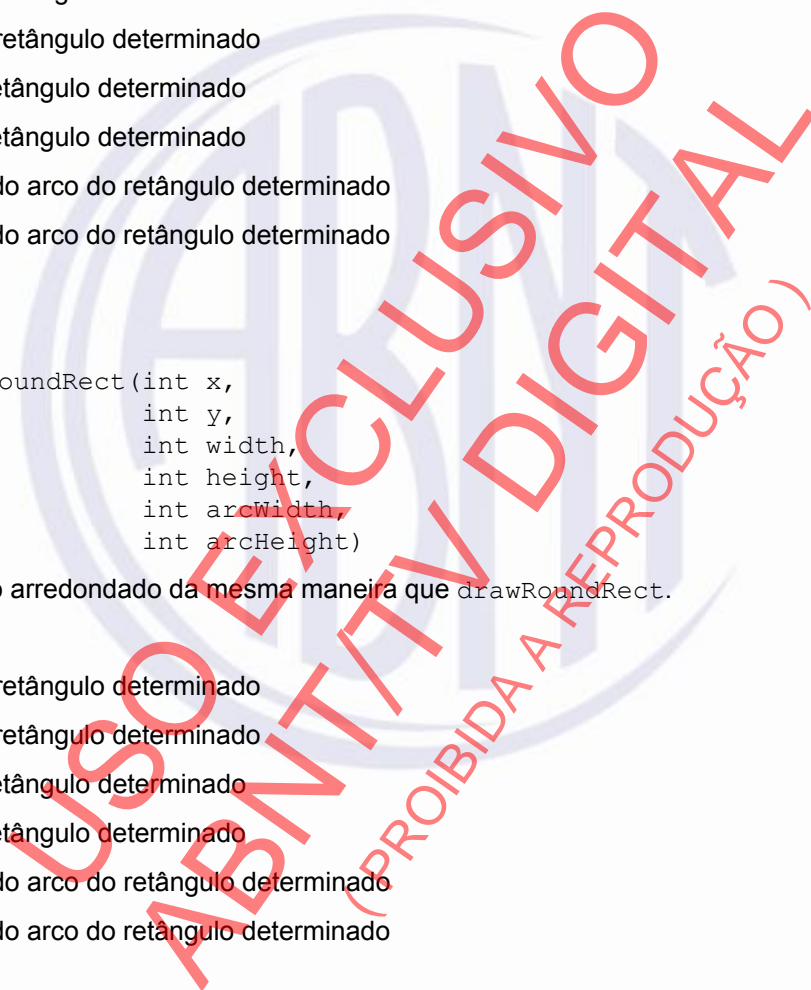 retângulo determinado
etângulo determinado
etângulo determinado
do arco do retângulo determinado
do arco do retângulo determinado
oundRect(int x,
int y,
int width,
int height,
int arcWidth,
int arcHeight)
o arredondado da mesma maneira que drawRoundRect.
retângulo determinado
retângulo determinado
etângulo determinado
etângulo determinado
do arco do retângulo determinado
do arco do retângulo determinado
ABNT
USO EXCLUSIVO
ABNT/TV DIGITAL
( PROIBIDA A REPRODUÇÃO )